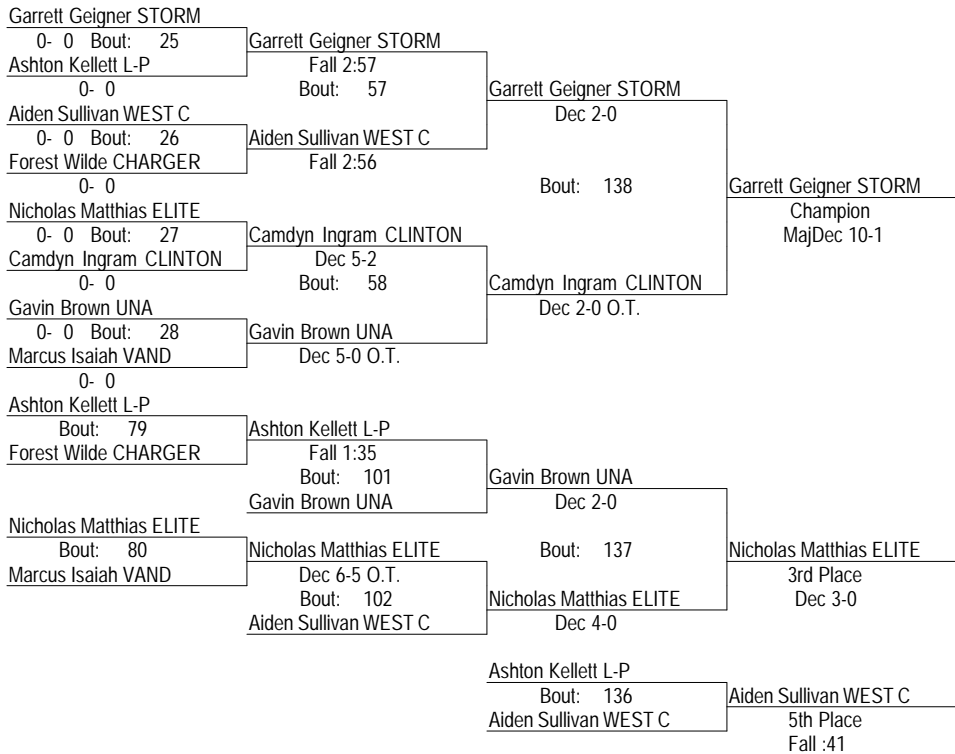 Garrett Geigner STORM
0- 0 Bout: 25
Garrett Geigner STORM
Ashton Kellett L-P
Fall 2:57
0- 0
Bout: 57
Garrett Geigner STORM
Aiden Sullivan WEST C
Dec 2-0
0- 0 Bout: 26
Aiden Sullivan WEST C
Forest Wilde CHARGER
Fall 2:56
0- 0
Bout: 138
Garrett Geigner STORM
Nicholas Matthias ELITE
Champion
0- 0 Bout: 27
Camdyn Ingram CLINTON
MajDec 10-1
Camdyn Ingram CLINTON
Dec 5-2
0- 0
Bout: 58
Camdyn Ingram CLINTON
Gavin Brown UNA
Dec 2-0 O.T.
0- 0 Bout: 28
Gavin Brown UNA
Marcus Isaiah VAND
Dec 5-0 O.T.
0- 0
Ashton Kellett L-P
Bout: 79
Ashton Kellett L-P
Forest Wilde CHARGER
Fall 1:35
Bout: 101
Gavin Brown UNA
Gavin Brown UNA
Dec 2-0
Nicholas Matthias ELITE
Bout: 80
Nicholas Matthias ELITE
Bout: 137
Nicholas Matthias ELITE
Marcus Isaiah VAND
Dec 6-5 O.T.
3rd Place
Bout: 102
Nicholas Matthias ELITE
Dec 3-0
Aiden Sullivan WEST C
Dec 4-0
Ashton Kellett L-P
Bout: 136
Aiden Sullivan WEST C
Aiden Sullivan WEST C
5th Place
Fall :41